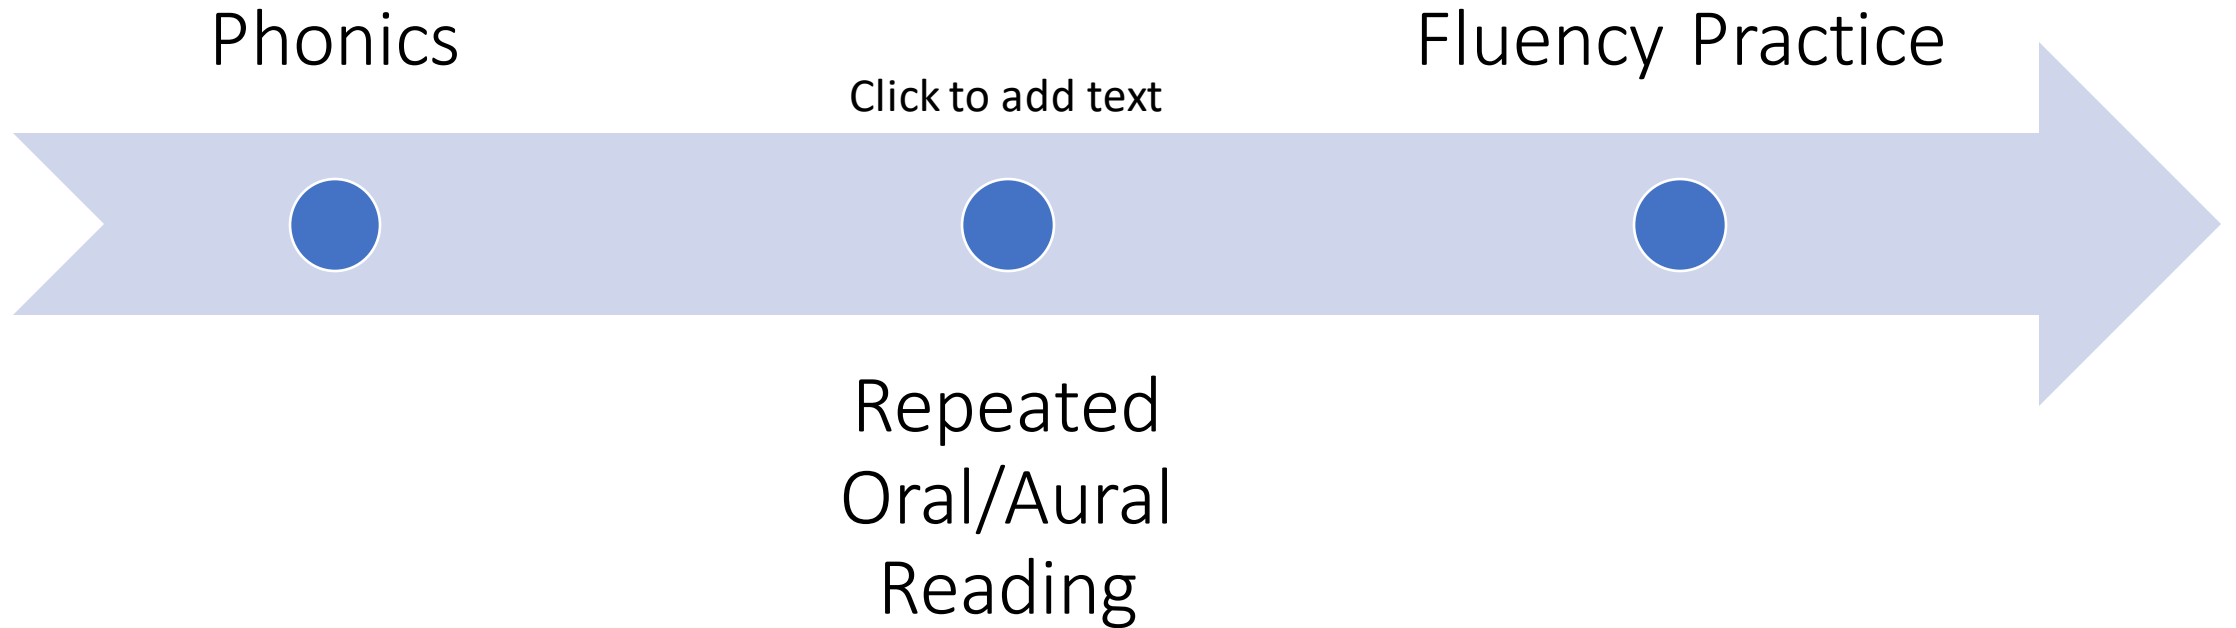 Phonics
Click to add text
Fluency Practice
Repeated
Oral/Aural
Reading